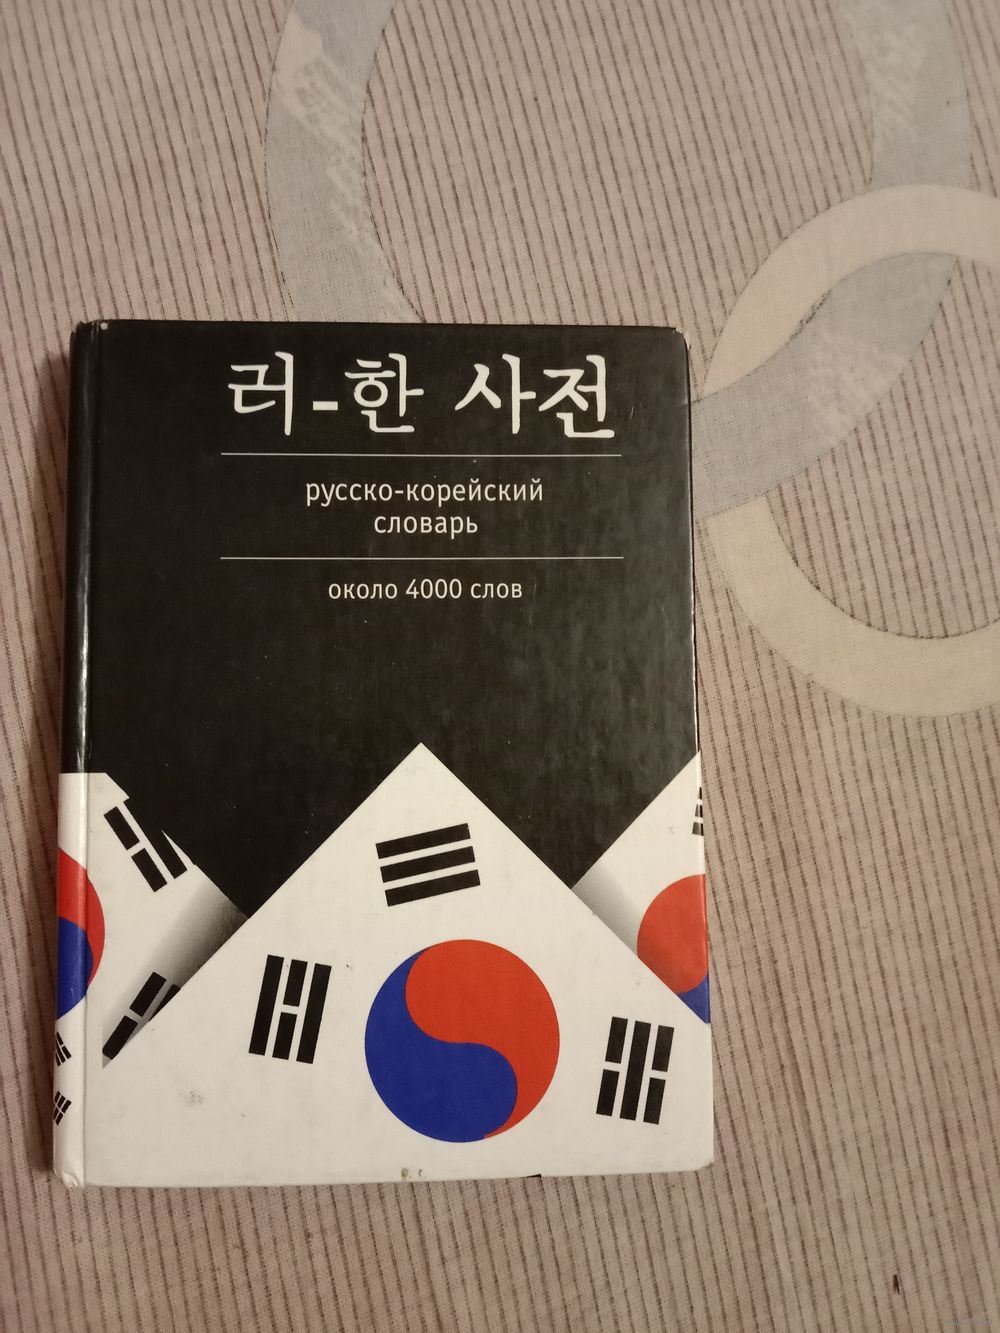 러-한 사전
русско-корейский
словарь
около 4000 слов